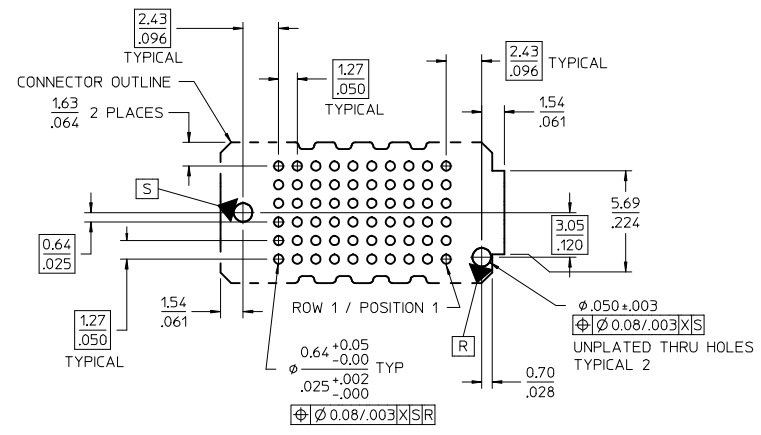 2.43
.096
TYPICAL
CONNECTOR OUTLINE
1.63
.064
2 PLACES
1.27
.050
TYPICAL
2.43
.096
TYPICAL
1.54
.061
S
0.64
.025
5.69
.224
3.05
.120
1.54
.061
ROW 1 / POSITION 1
R
1.27
.050
TYPICAL
Ø 0.64 +0.05 -0.00
.025 +.002 -.000
TYP
⌖ Ø 0.08/.003 X S R
Ø .050±.003
⌖ Ø 0.08/.003 X S
UNPLATED THRU HOLES
TYPICAL 2
0.70
.028